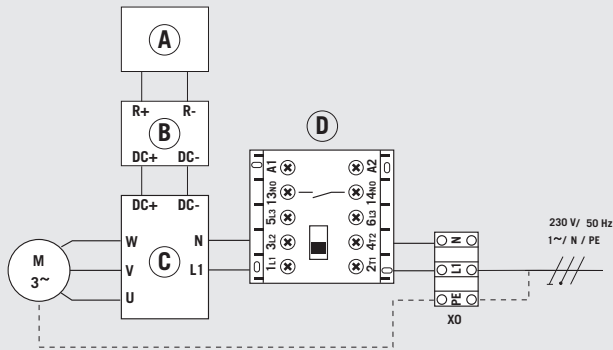 A
R+ R-
B
DC+ DC-
DC+ DC-
W
V
U
C
N
L1
M
3~
D
A1
13NO
5L3
3L2
1L1
A2
14NO
6L3
4T2
2T1
N
L1
PE
X0
230 V/ 50 Hz
1~/ N / PE